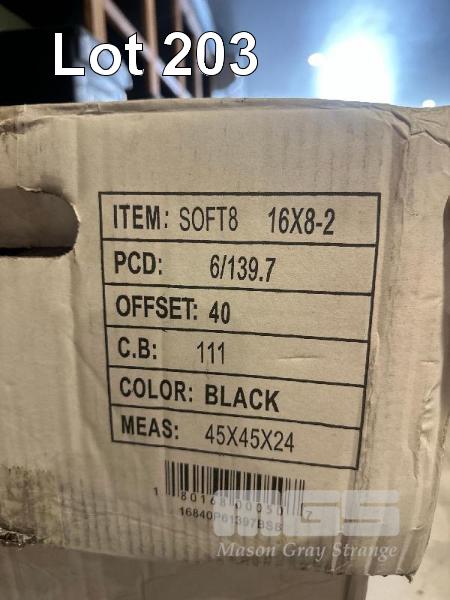 Lot 203
ITEM: SOFT8 16X8-2
PCD: 6/139.7
OFFSET: 40
C.B: 111
COLOR: BLACK
MEAS: 45X45X24
16840P61397BSB
MGS
Mason Gray Strange